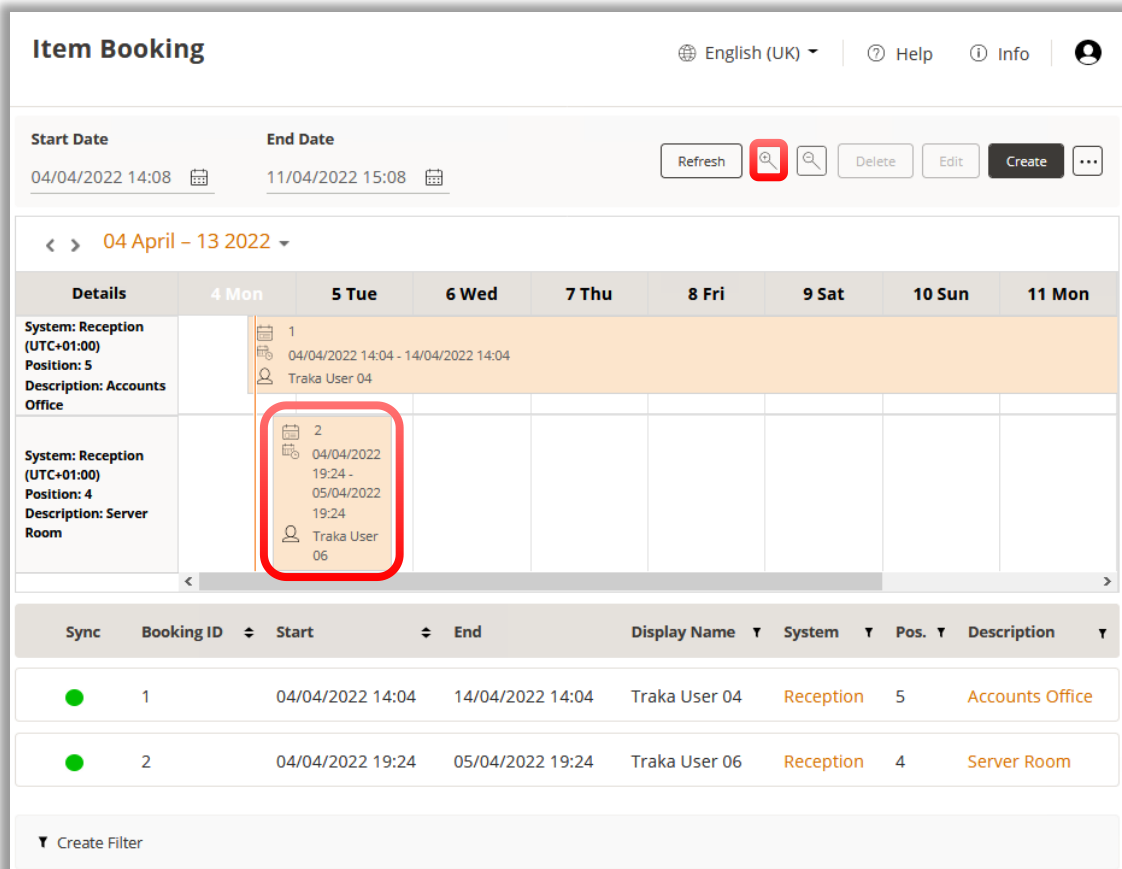 Item Booking
English (UK)
Help
Info
Start Date
End Date
04/04/2022 14:08
11/04/2022 15:08
Refresh
Delete
Edit
Create
...
04 April – 13 2022
Details 4 Mon 5 Tue 6 Wed 7 Thu 8 Fri 9 Sat 10 Sun 11 Mon
System: Reception
(UTC+01:00)
Position: 5
Description: Accounts
Office
1
04/04/2022 14:04 - 14/04/2022 14:04
Traka User 04
System: Reception
(UTC+01:00)
Position: 4
Description: Server
Room
2
04/04/2022
19:24 -
05/04/2022
19:24
Traka User
06
Sync Booking ID Start End Display Name System Pos. Description
1 04/04/2022 14:04 14/04/2022 14:04 Traka User 04 Reception 5 Accounts Office
2 04/04/2022 19:24 05/04/2022 19:24 Traka User 06 Reception 4 Server Room
Create Filter